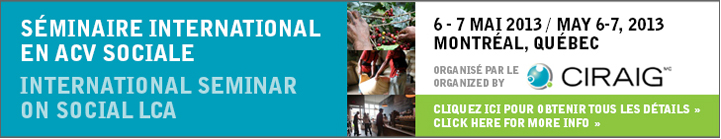 SÉMINAIRE INTERNATIONAL
EN ACV SOCIALE
INTERNATIONAL SEMINAR
ON SOCIAL LCA
6 - 7 MAI 2013 / MAY 6-7, 2013
MONTRÉAL, QUÉBEC
ORGANISÉ PAR LE
ORGANIZED BY
CIRAIG MC
CLIQUEZ ICI POUR OBTENIR TOUS LES DÉTAILS »
CLICK HERE FOR MORE INFO »